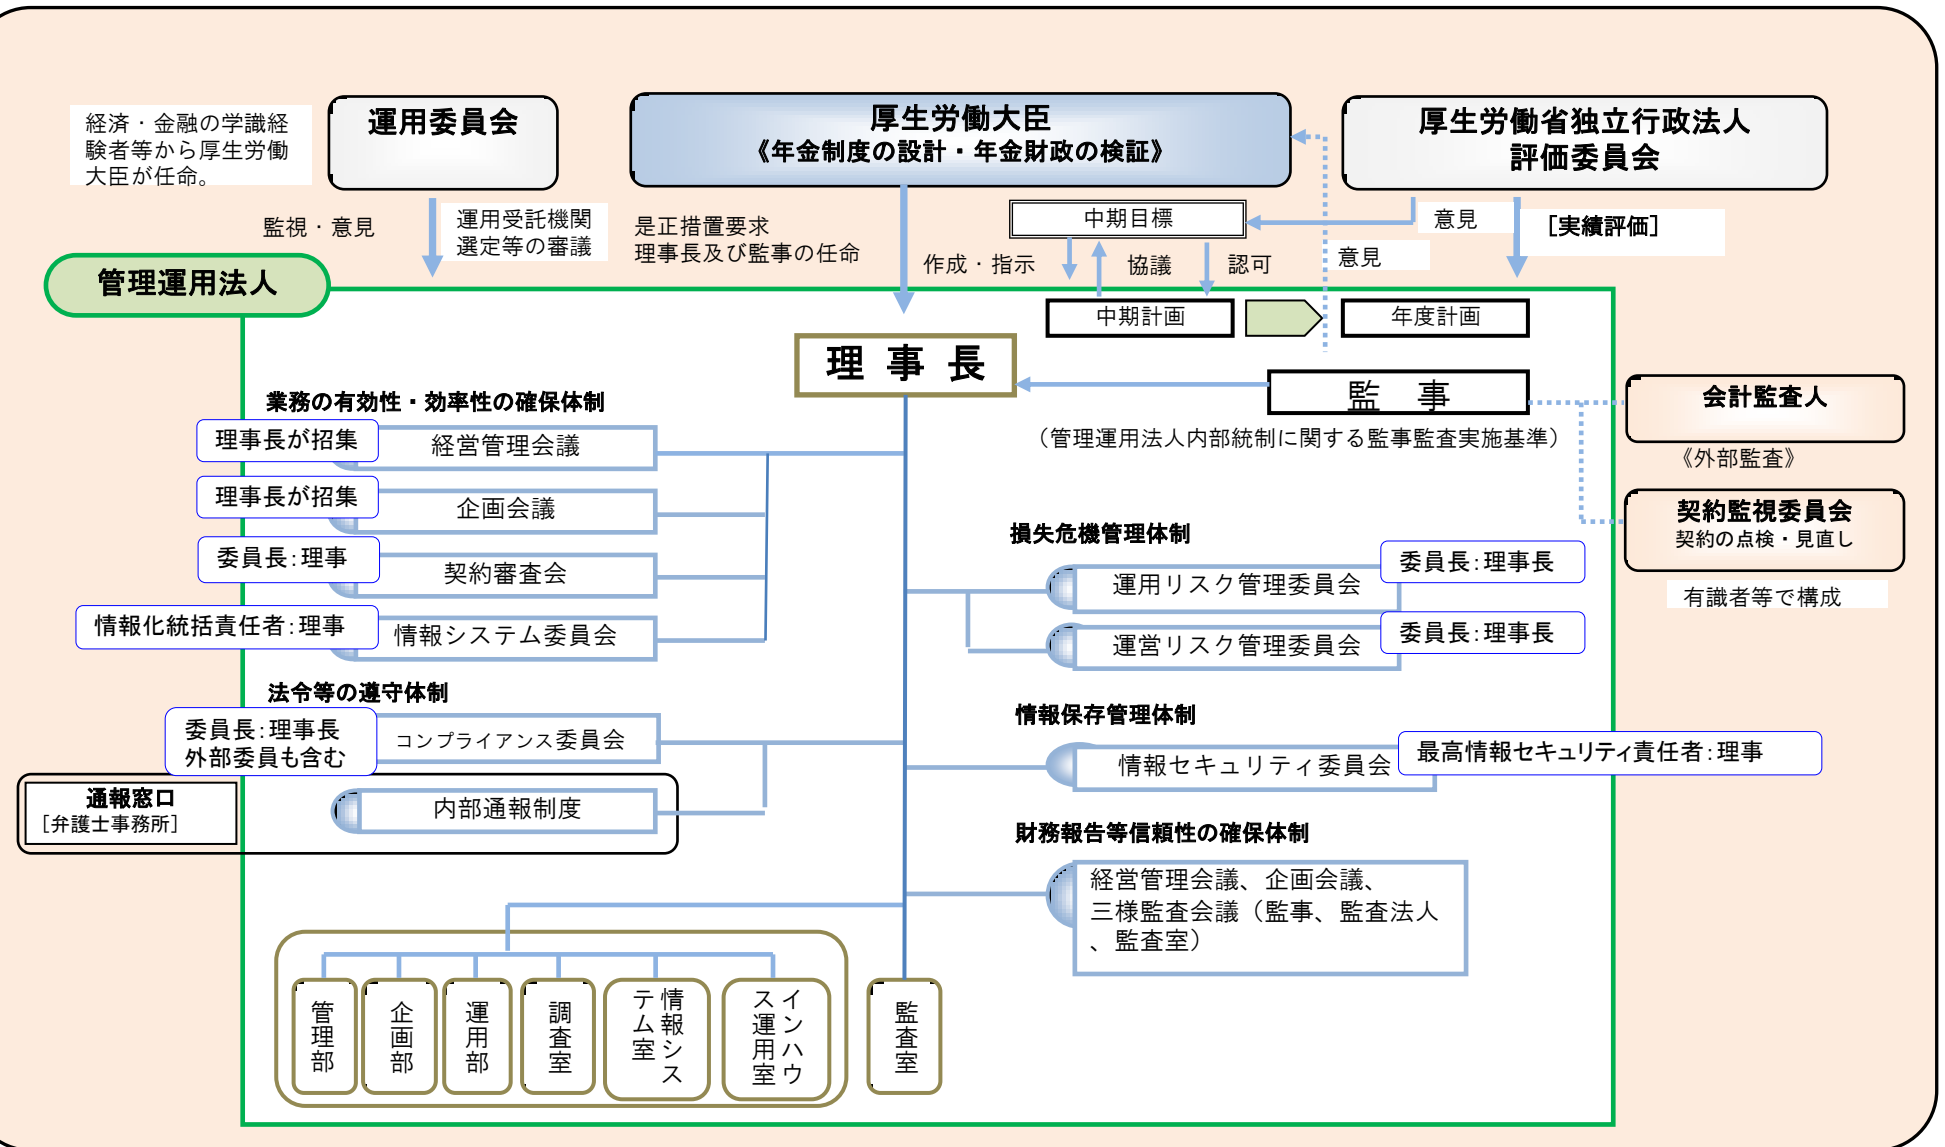 経済・金融の学識経
験者等から厚生労働
大臣が任命。
運用委員会
厚生労働大臣
《年金制度の設計・年金財政の検証》
厚生労働省独立行政法人
評価委員会
監視・意見
運用受託機関
選定等の審議
是正措置要求
理事長及び監事の任命
中期目標
意見
［実績評価］
作成・指示
協議
認可
意見
管理運用法人
中期計画
年度計画
理 事 長
監 事
（管理運用法人内部統制に関する監事監査実施基準）
会計監査人
《外部監査》
契約監視委員会
契約の点検・見直し
有識者等で構成
業務の有効性・効率性の確保体制
理事長が招集
経営管理会議
理事長が招集
企画会議
委員長：理事
契約審査会
情報化統括責任者：理事
情報システム委員会
法令等の遵守体制
委員長：理事長
外部委員も含む
コンプライアンス委員会
通報窓口
［弁護士事務所］
内部通報制度
損失危機管理体制
運用リスク管理委員会
委員長：理事長
運営リスク管理委員会
委員長：理事長
情報保存管理体制
情報セキュリティ委員会
最高情報セキュリティ責任者：理事
財務報告等信頼性の確保体制
経営管理会議、企画会議、
三様監査会議（監事、監査法人
、監査室）
管理部
企画部
運用部
調査室
情報シス
テム室
インハウ
ス運用室
監査室